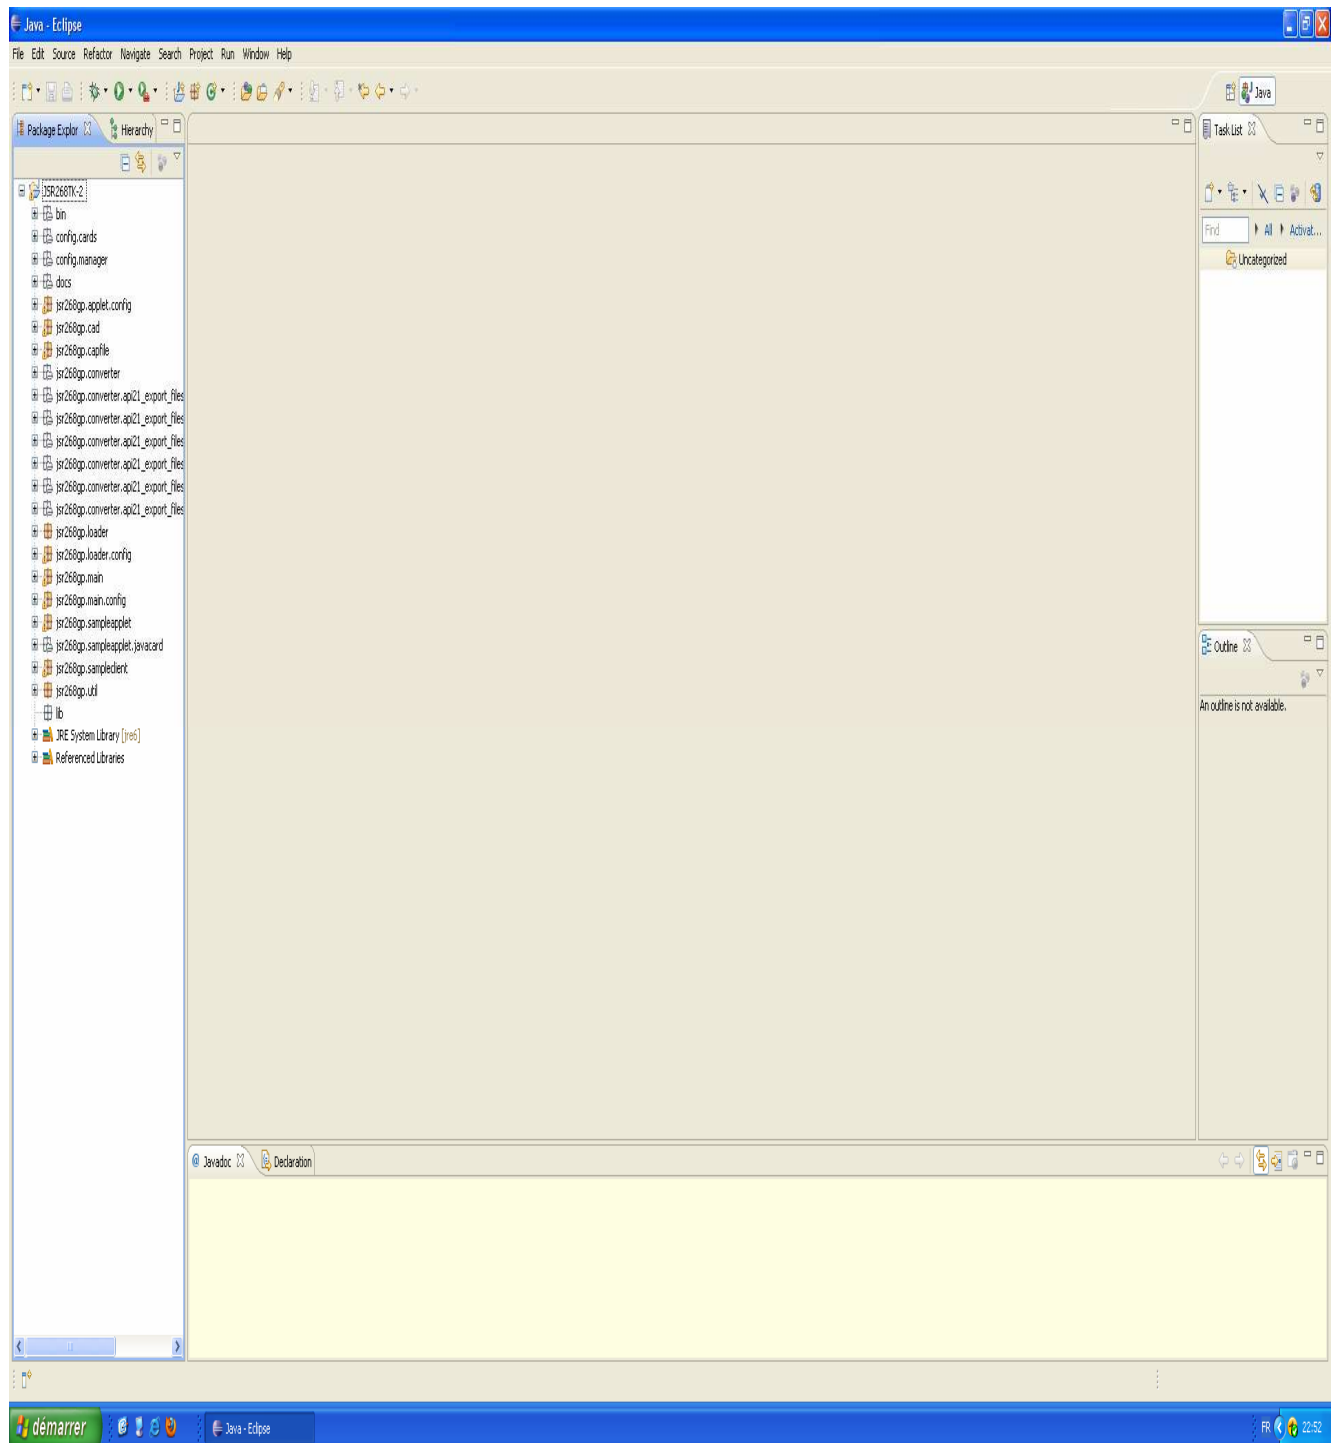 Java - Eclipse
File Edit Source Refactor Navigate Search Project Run Window Help
Java
Package Explor
Hierarchy
Task List
JSR268TK-2
bin
config.cards
config.manager
docs
jsr268gp.applet.config
jsr268gp.cad
jsr268gp.capfile
jsr268gp.converter
jsr268gp.converter.api21_export_files
jsr268gp.converter.api21_export_files
jsr268gp.converter.api21_export_files
jsr268gp.converter.api21_export_files
jsr268gp.converter.api21_export_files
jsr268gp.converter.api21_export_files
jsr268gp.loader
jsr268gp.loader.config
jsr268gp.main
jsr268gp.main.config
jsr268gp.sampleapplet
jsr268gp.sampleapplet.javacard
jsr268gp.sampleclient
jsr268gp.util
lib
JRE System Library [jre6]
Referenced Libraries
Find
All
Activat...
Uncategorized
Outline
An outline is not available.
@ Javadoc
Declaration
démarrer
Java - Eclipse
FR
22:52